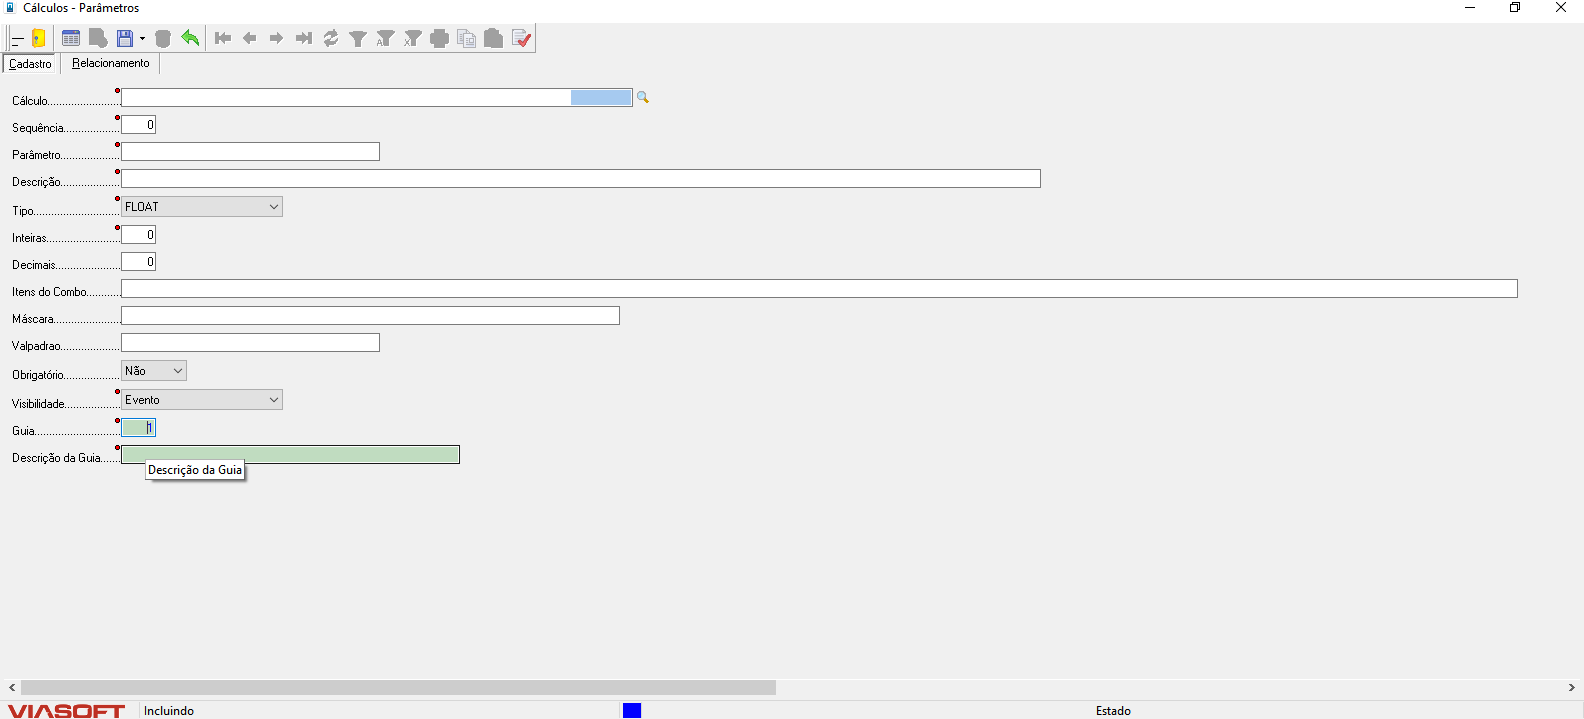 Cálculos - Parâmetros
Cadastro Relacionamento
Cálculo.......................
Sequência................... 0
Parâmetro....................
Descrição....................
Tipo............................ FLOAT
Inteiras........................ 0
Decimais..................... 0
Itens do Combo...........
Máscara......................
Valpadrao....................
Obrigatório................... Não
Visibilidade................... Evento
Guia............................ 1
Descrição da Guia......
Descrição da Guia
VIASOFT Incluindo Estado